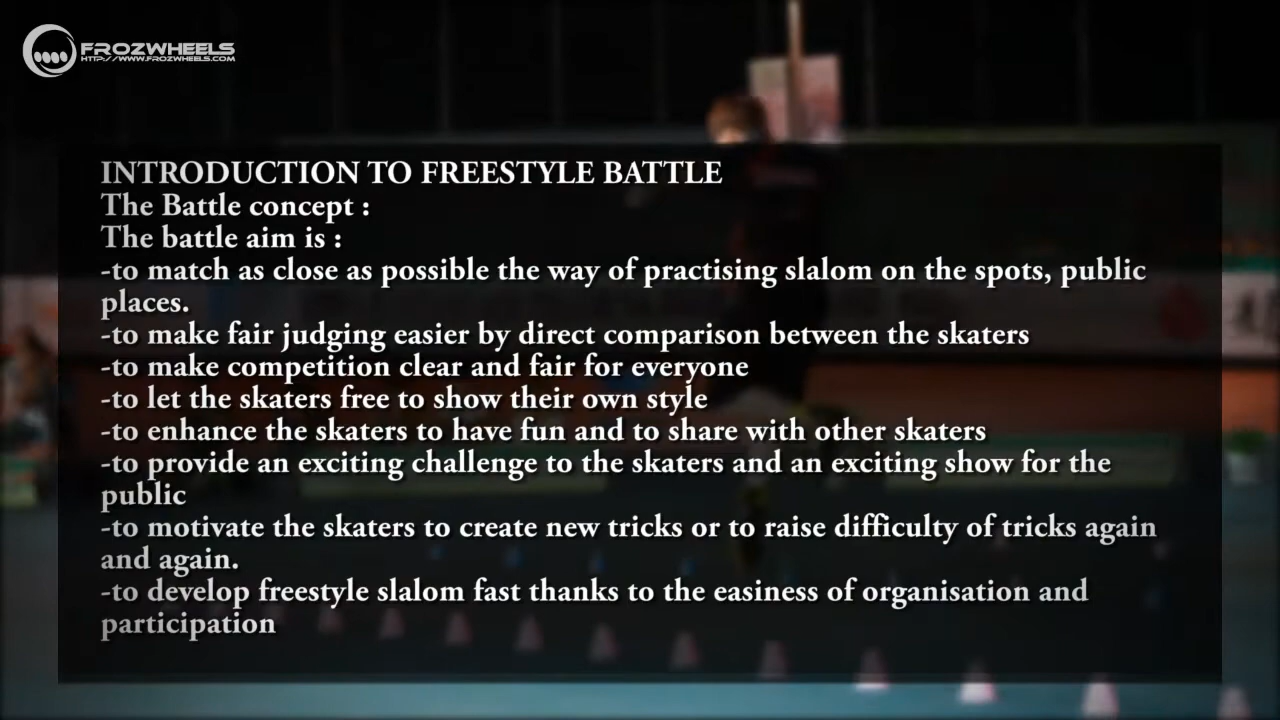 FROZWHEELS
HTTP://WWW.FROZWHEELS.COM
INTRODUCTION TO FREESTYLE BATTLE
The Battle concept :
The battle aim is :
-to match as close as possible the way of practising slalom on the spots, public
places.
-to make fair judging easier by direct comparison between the skaters
-to make competition clear and fair for everyone
-to let the skaters free to show their own style
-to enhance the skaters to have fun and to share with other skaters
-to provide an exciting challenge to the skaters and an exciting show for the
public
-to motivate the skaters to create new tricks or to raise difficulty of tricks again
and again.
-to develop freestyle slalom fast thanks to the easiness of organisation and
participation